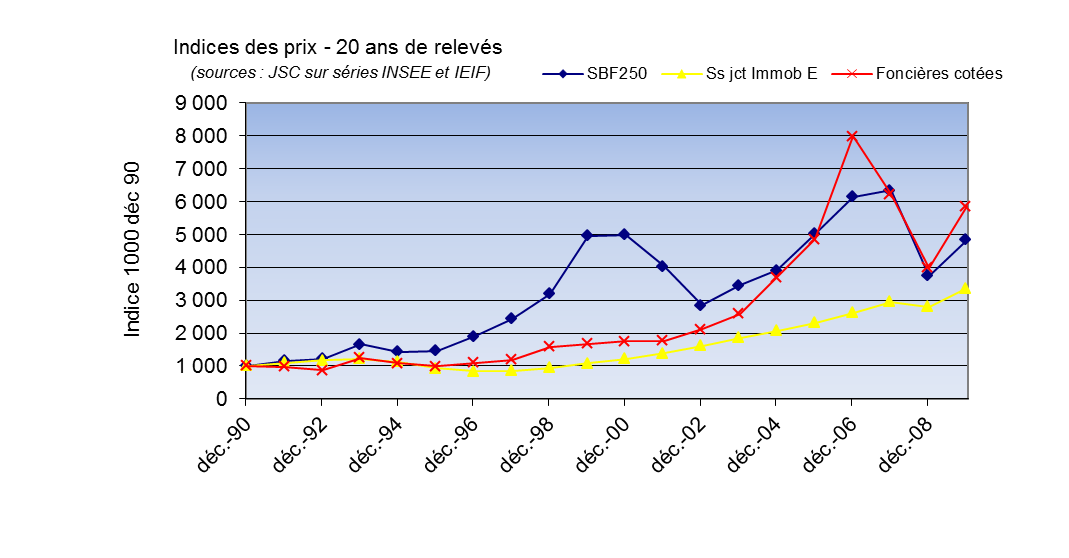 Indices des prix - 20 ans de relevés
(sources : JSC sur séries INSEE et IEIF)
SBF250 Ss jct Immob E Foncières cotées
Indice 1000 déc 90
9 000
8 000
7 000
6 000
5 000
4 000
3 000
2 000
1 000
0
déc.-90 déc.-92 déc.-94 déc.-96 déc.-98 déc.-00 déc.-02 déc.-04 déc.-06 déc.-08